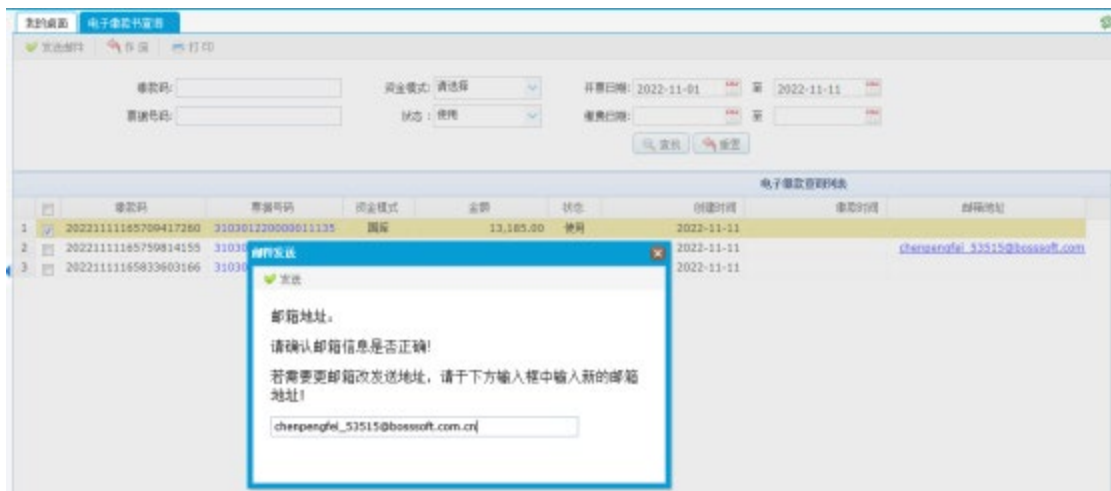 我的桌面 电子缴款书查询
发送邮件 作废 打印
缴款码: 资金模式: 请选择 开票日期: 2022-11-01 至 2022-11-11
票据号码: 状态: 使用 缴费日期: 至
查找 重置
电子缴款查询列表
缴款码 票据号码 资金模式 金额 状态 创建时间 缴款时间 邮箱地址
1 20221111165709417260 310301220000011135 国库 13,185.00 使用 2022-11-11
2 20221111165759814155 31030 2022-11-11 chenpengfei_53515@bosssoft.com
3 20221111165833603166 31030 2022-11-11
邮件发送
发送
邮箱地址:
请确认邮箱信息是否正确!
若需要更邮箱改发送地址, 请于下方输入框中输入新的邮箱
地址!
chenpengfei_53515@bosssoft.com.cn